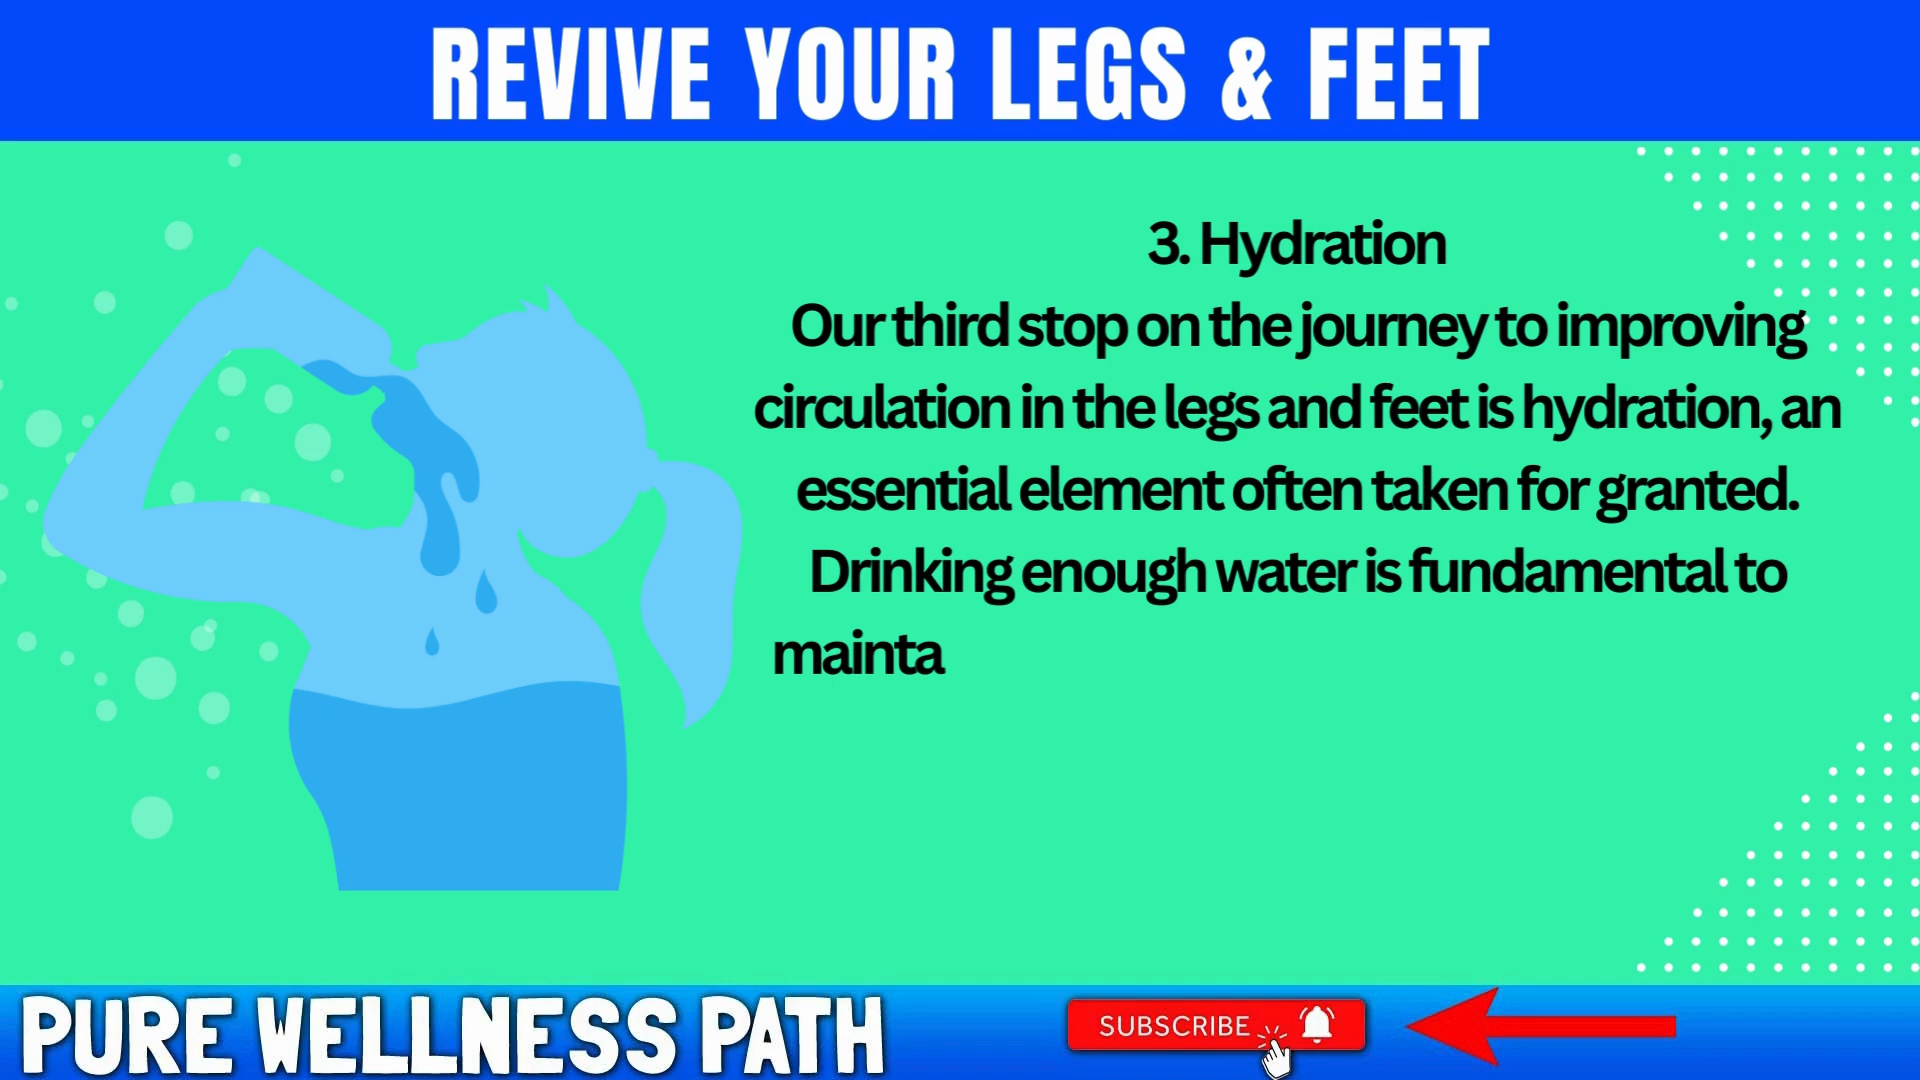 REVIVE YOUR LEGS & FEET
3. Hydration
Our third stop on the journey to improving
circulation in the legs and feet is hydration, an
essential element often taken for granted.
Drinking enough water is fundamental to
mainta
PURE WELLNESS PATH
SUBSCRIBE